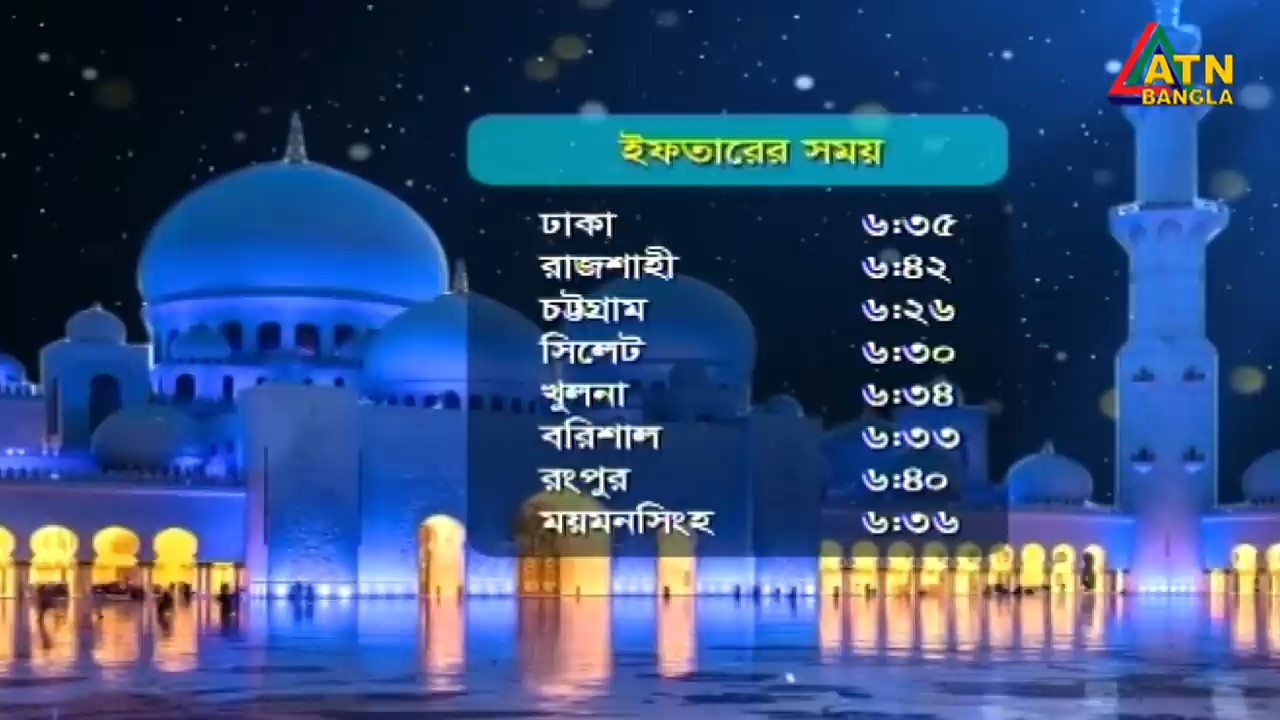 ATN
BANGLA
ইফতারের সময়
ঢাকা ৬:৩৫
রাজশাহী ৬:৪২
চট্টগ্রাম ৬:২৬
সিলেট ৬:৩০
খুলনা ৬:৩৪
বরিশাল ৬:৩৩
রংপুর ৬:৪০
ময়মনসিংহ ৬:৩৬